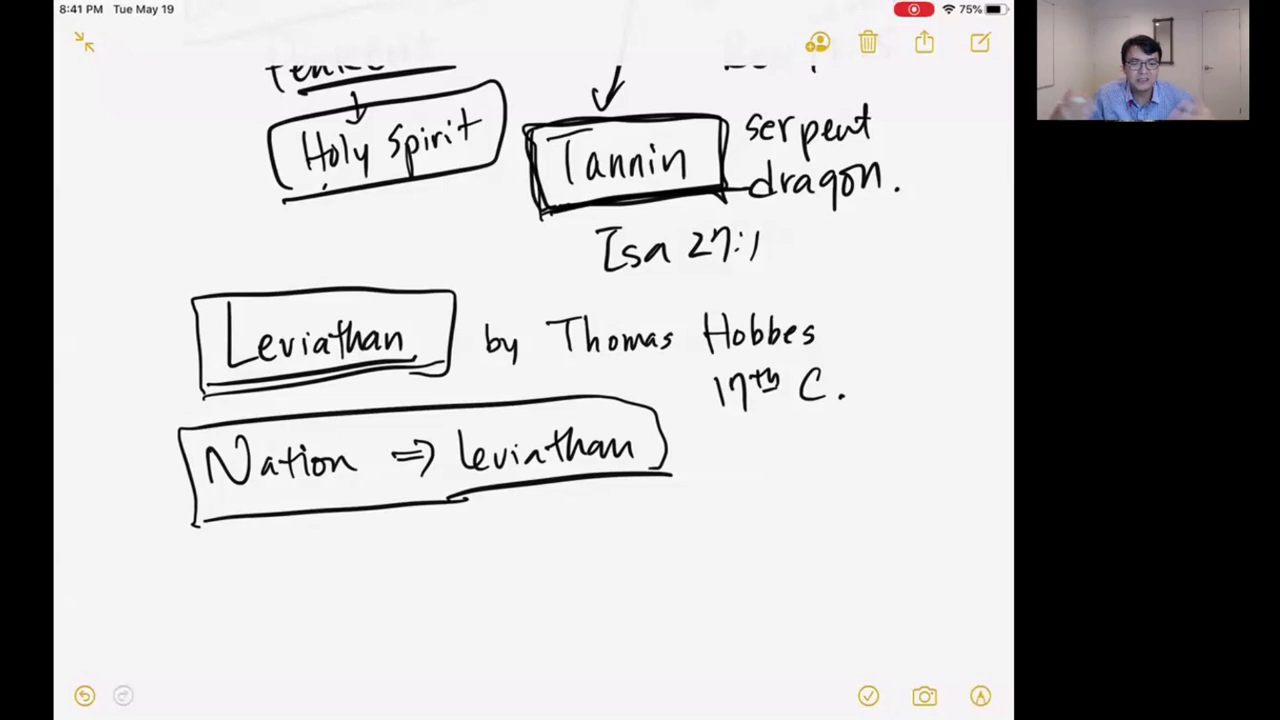 8:41 PM Tue May 19
75%
Holy Spirit
Tannin
serpent
dragon.
Isa 27:1
Leviathan by Thomas Hobbes
17th C.
Nation ⇒ Leviathan